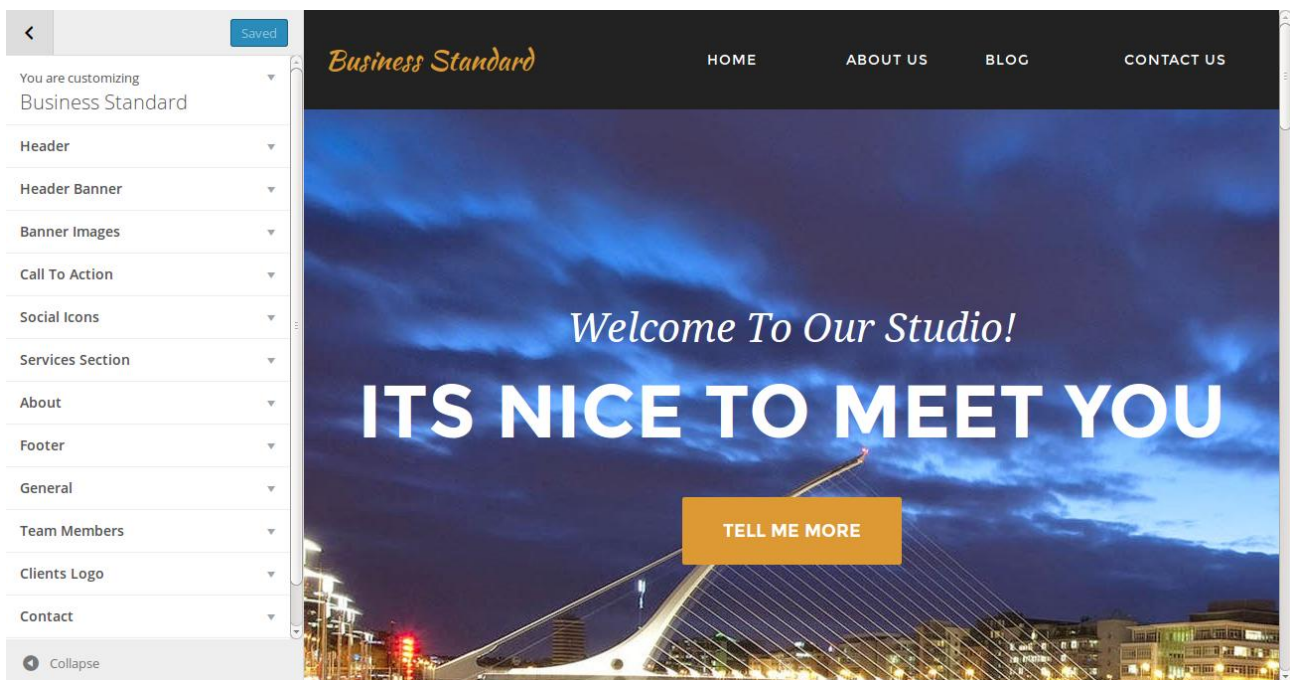 Saved
You are customizing
Business Standard
Header
Header Banner
Banner Images
Call To Action
Social Icons
Services Section
About
Footer
General
Team Members
Clients Logo
Contact
Collapse
Business Standard HOME ABOUT US BLOG CONTACT US
Welcome To Our Studio!
ITS NICE TO MEET YOU
TELL ME MORE